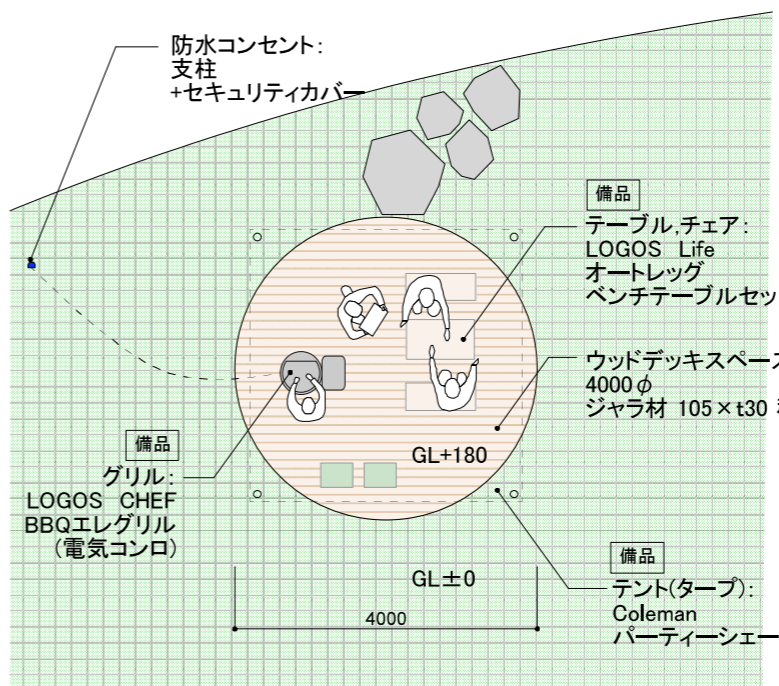 防水コンセント：
支柱
+セキュリティカバー
備品
テーブル,チェア：
LOGOS Life
オートレッグ
ベンチテーブルセッ
ウッドデッキスペース
4000φ
ジャラ材 105×t30
GL+180
備品
グリル：
LOGOS CHEF
BBQエレグリル
（電気コンロ）
GL±0
4000
備品
テント(タープ)：
Coleman
パーティーシェー